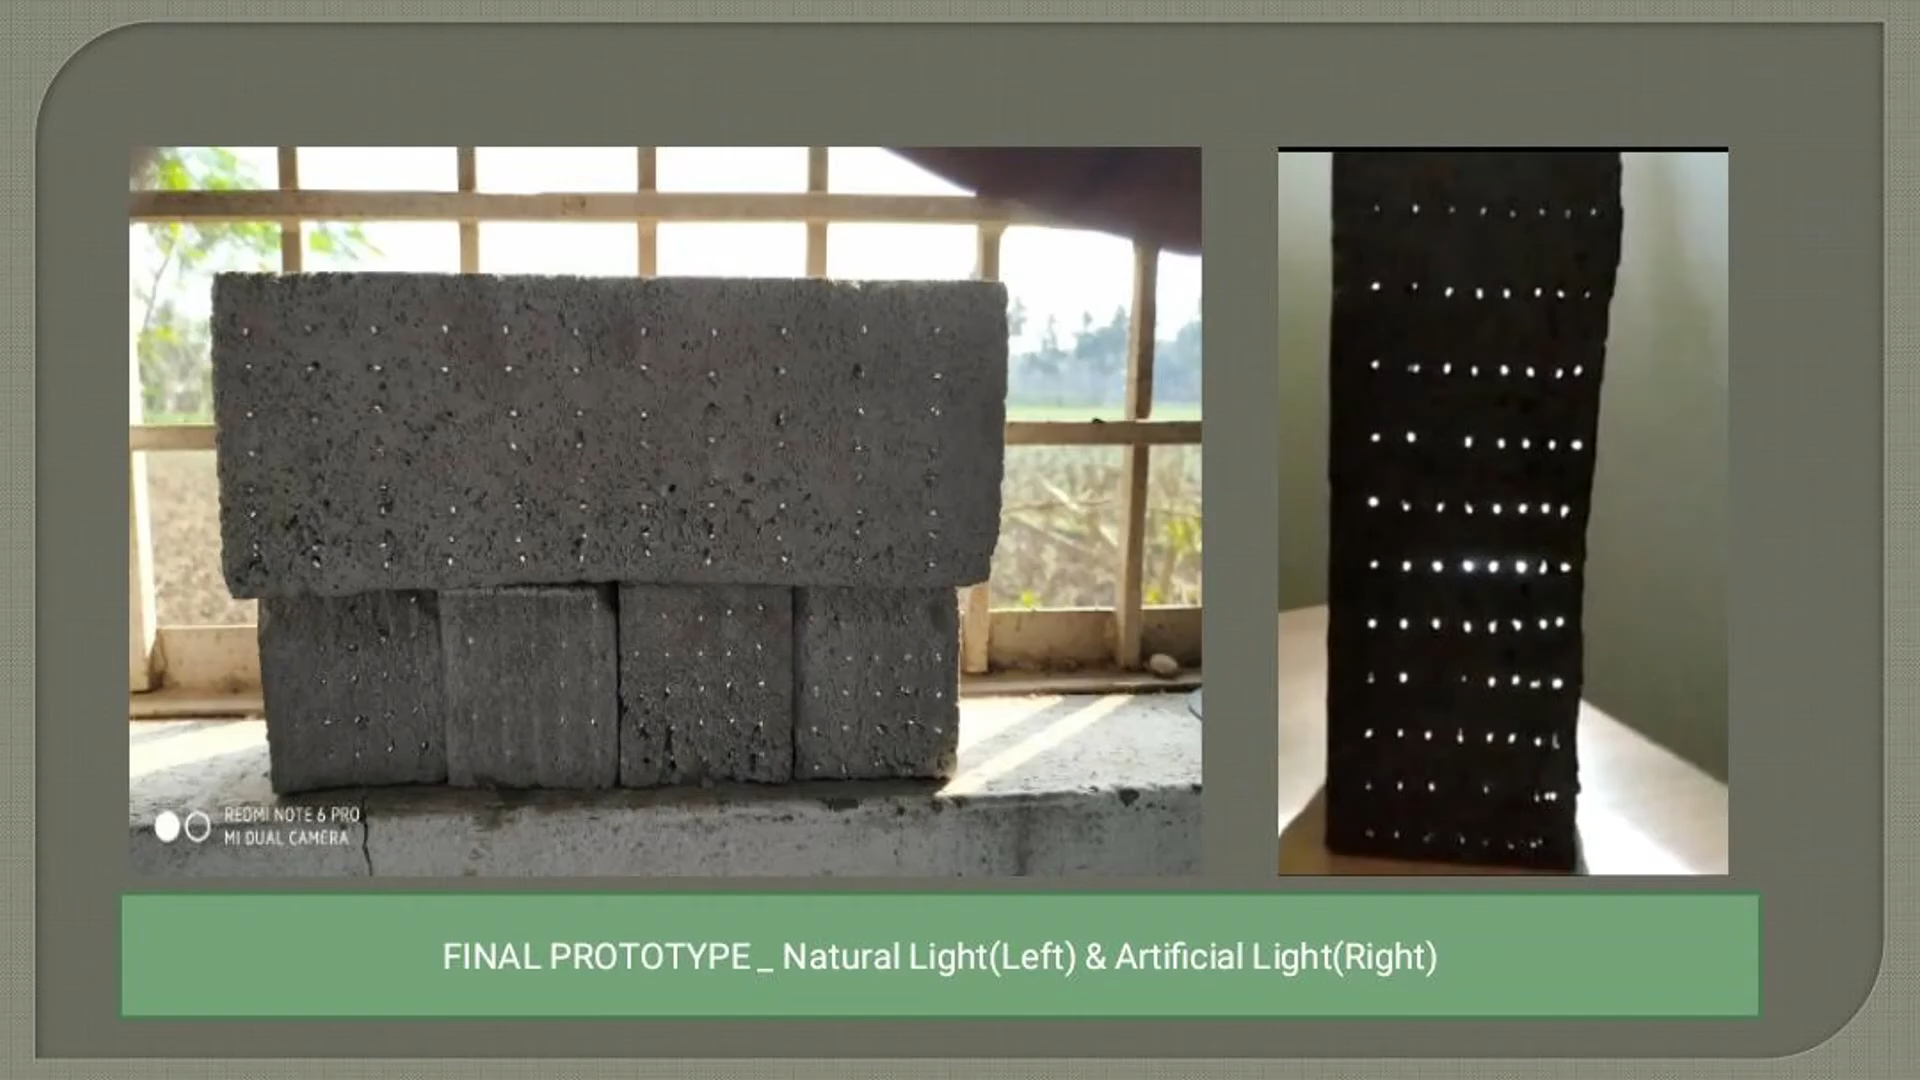 REDMI NOTE 6 PRO
MI DUAL CAMERA
FINAL PROTOTYPE _ Natural Light(Left) & Artificial Light(Right)